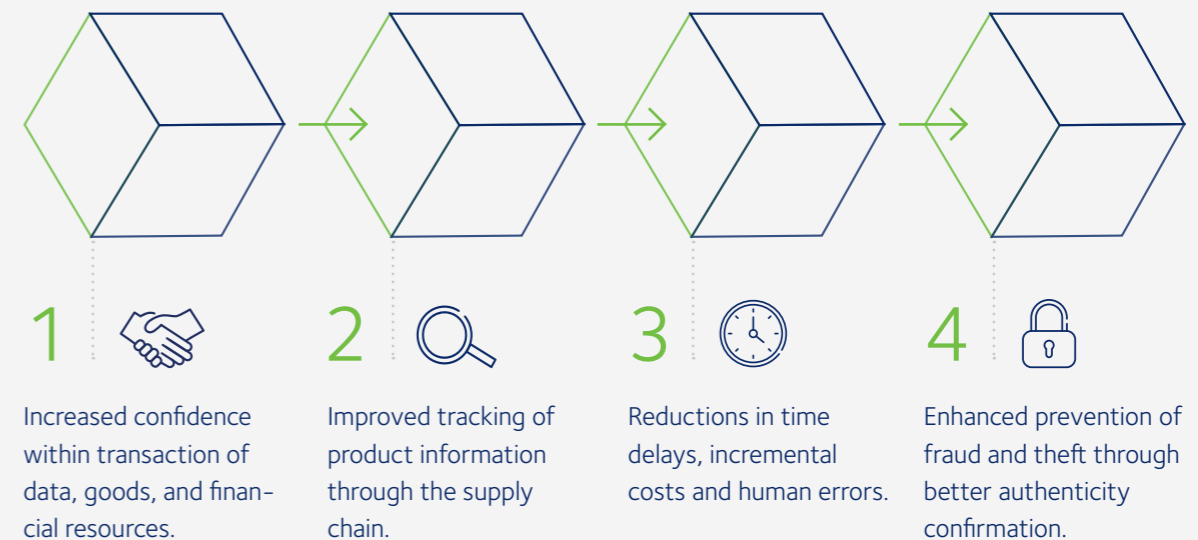 1
Increased confidence
within transaction of
data, goods, and finan-
cial resources.
2
Improved tracking of
product information
through the supply
chain.
3
Reductions in time
delays, incremental
costs and human errors.
4
Enhanced prevention of
fraud and theft through
better authenticity
confirmation.